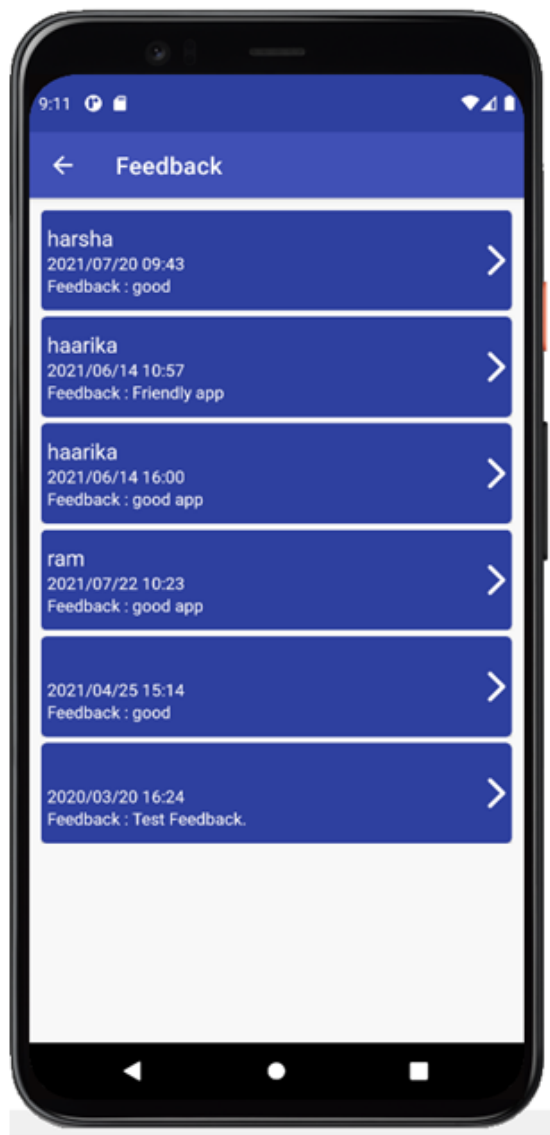 9:11
Feedback
harsha
2021/07/20 09:43
Feedback : good
haarika
2021/06/14 10:57
Feedback : Friendly app
haarika
2021/06/14 16:00
Feedback : good app
ram
2021/07/22 10:23
Feedback : good app
2021/04/25 15:14
Feedback : good
2020/03/20 16:24
Feedback : Test Feedback.